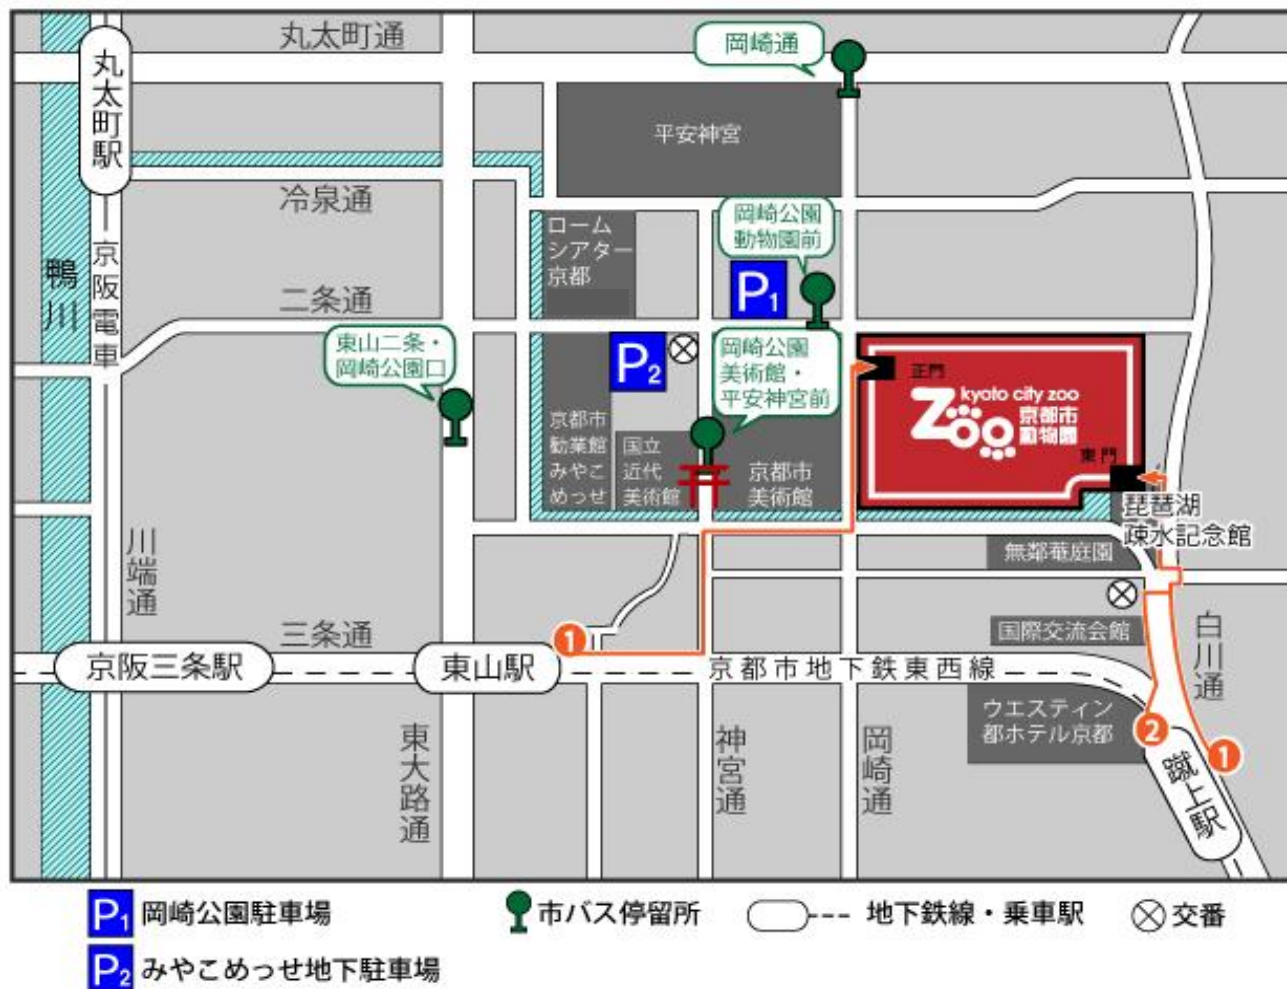 丸太町通
岡崎通
丸太町駅
平安神宮
冷泉通
岡崎公園
動物園前
ローム
シアター
京都
鴨川
京阪電車
二条通
P1
東山二条・
岡崎公園口
P2
岡崎公園
美術館・
平安神宮前
正門
kyoto city zoo
ZOO
京都市
動物園
東門
京都市
勧業館
みやこ
めっせ
国立
近代
美術館
京都市
美術館
琵琶湖
疎水記念館
無鄰菴庭園
川端通
三条通
1
国際交流会館
白川通
京阪三条駅
東山駅
京都市地下鉄東西線
ウエスティン
都ホテル京都
2
1
蹴上駅
東大路通
神宮通
岡崎通
P1 岡崎公園駐車場
市バス停留所
地下鉄線・乗車駅
交番
P2 みやこめっせ地下駐車場